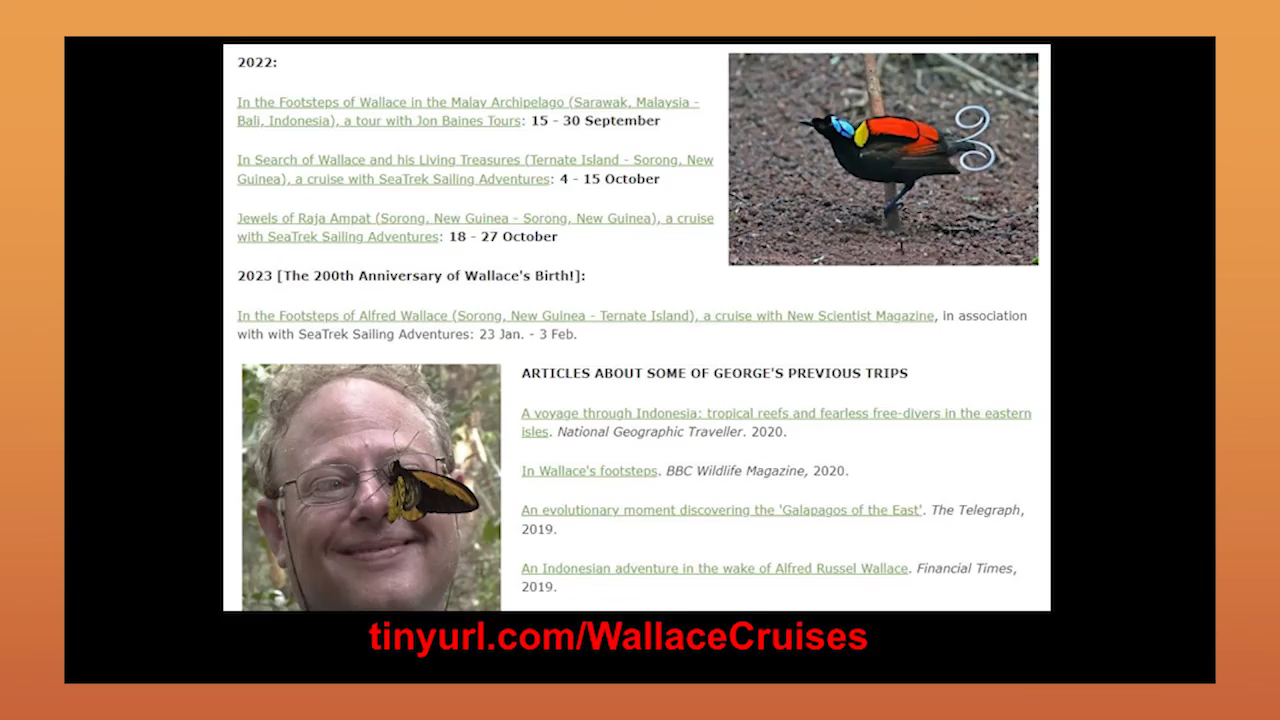 2022:
In the Footsteps of Wallace in the Malay Archipelago (Sarawak, Malaysia -
Bali, Indonesia), a tour with Jon Baines Tours: 15 - 30 September
In Search of Wallace and his Living Treasures (Ternate Island - Sorong, New
Guinea), a cruise with SeaTrek Sailing Adventures: 4 - 15 October
Jewels of Raja Ampat (Sorong, New Guinea - Sorong, New Guinea), a cruise
with SeaTrek Sailing Adventures: 18 - 27 October
2023 [The 200th Anniversary of Wallace's Birth!]:
In the Footsteps of Alfred Wallace (Sorong, New Guinea - Ternate Island), a cruise with New Scientist Magazine, in association
with with SeaTrek Sailing Adventures: 23 Jan. - 3 Feb.
ARTICLES ABOUT SOME OF GEORGE'S PREVIOUS TRIPS
A voyage through Indonesia: tropical reefs and fearless free-divers in the eastern
isles. National Geographic Traveller. 2020.
In Wallace's footsteps. BBC Wildlife Magazine, 2020.
An evolutionary moment discovering the 'Galapagos of the East'. The Telegraph,
2019.
An Indonesian adventure in the wake of Alfred Russel Wallace. Financial Times,
2019.
tinyurl.com/WallaceCruises